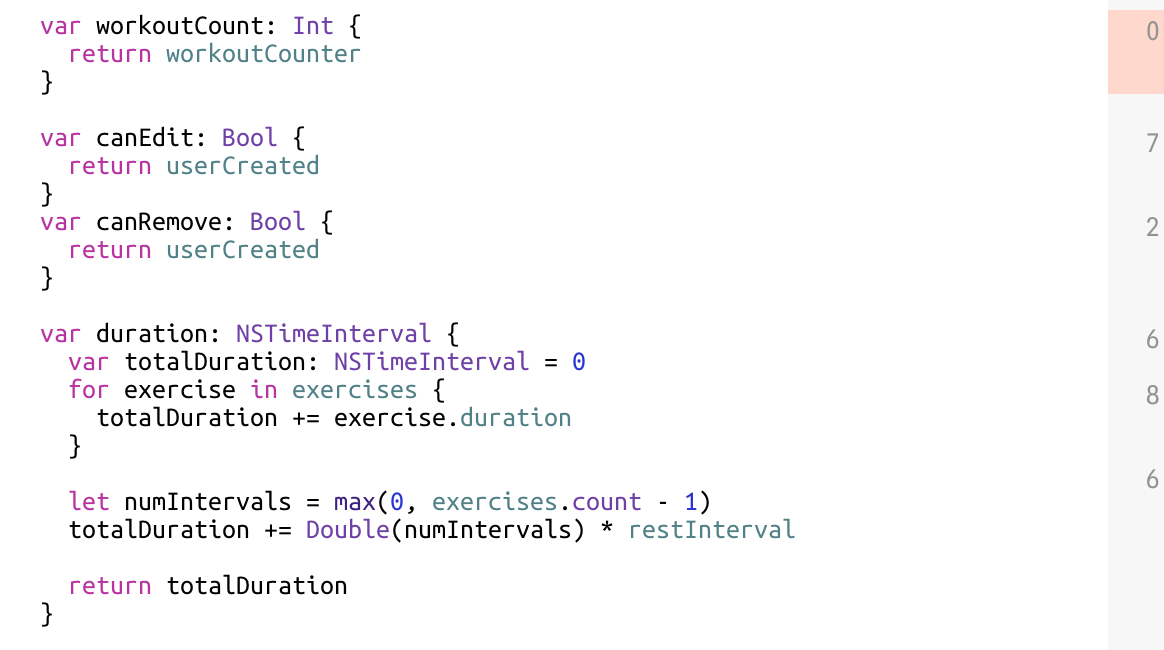 var workoutCount: Int { 0
return workoutCounter
}
var canEdit: Bool { 7
return userCreated
}
var canRemove: Bool { 2
return userCreated
}
var duration: NSTimeInterval { 6
var totalDuration: NSTimeInterval = 0
for exercise in exercises { 8
totalDuration += exercise.duration
}
let numIntervals = max(0, exercises.count - 1) 6
totalDuration += Double(numIntervals) * restInterval
return totalDuration
}